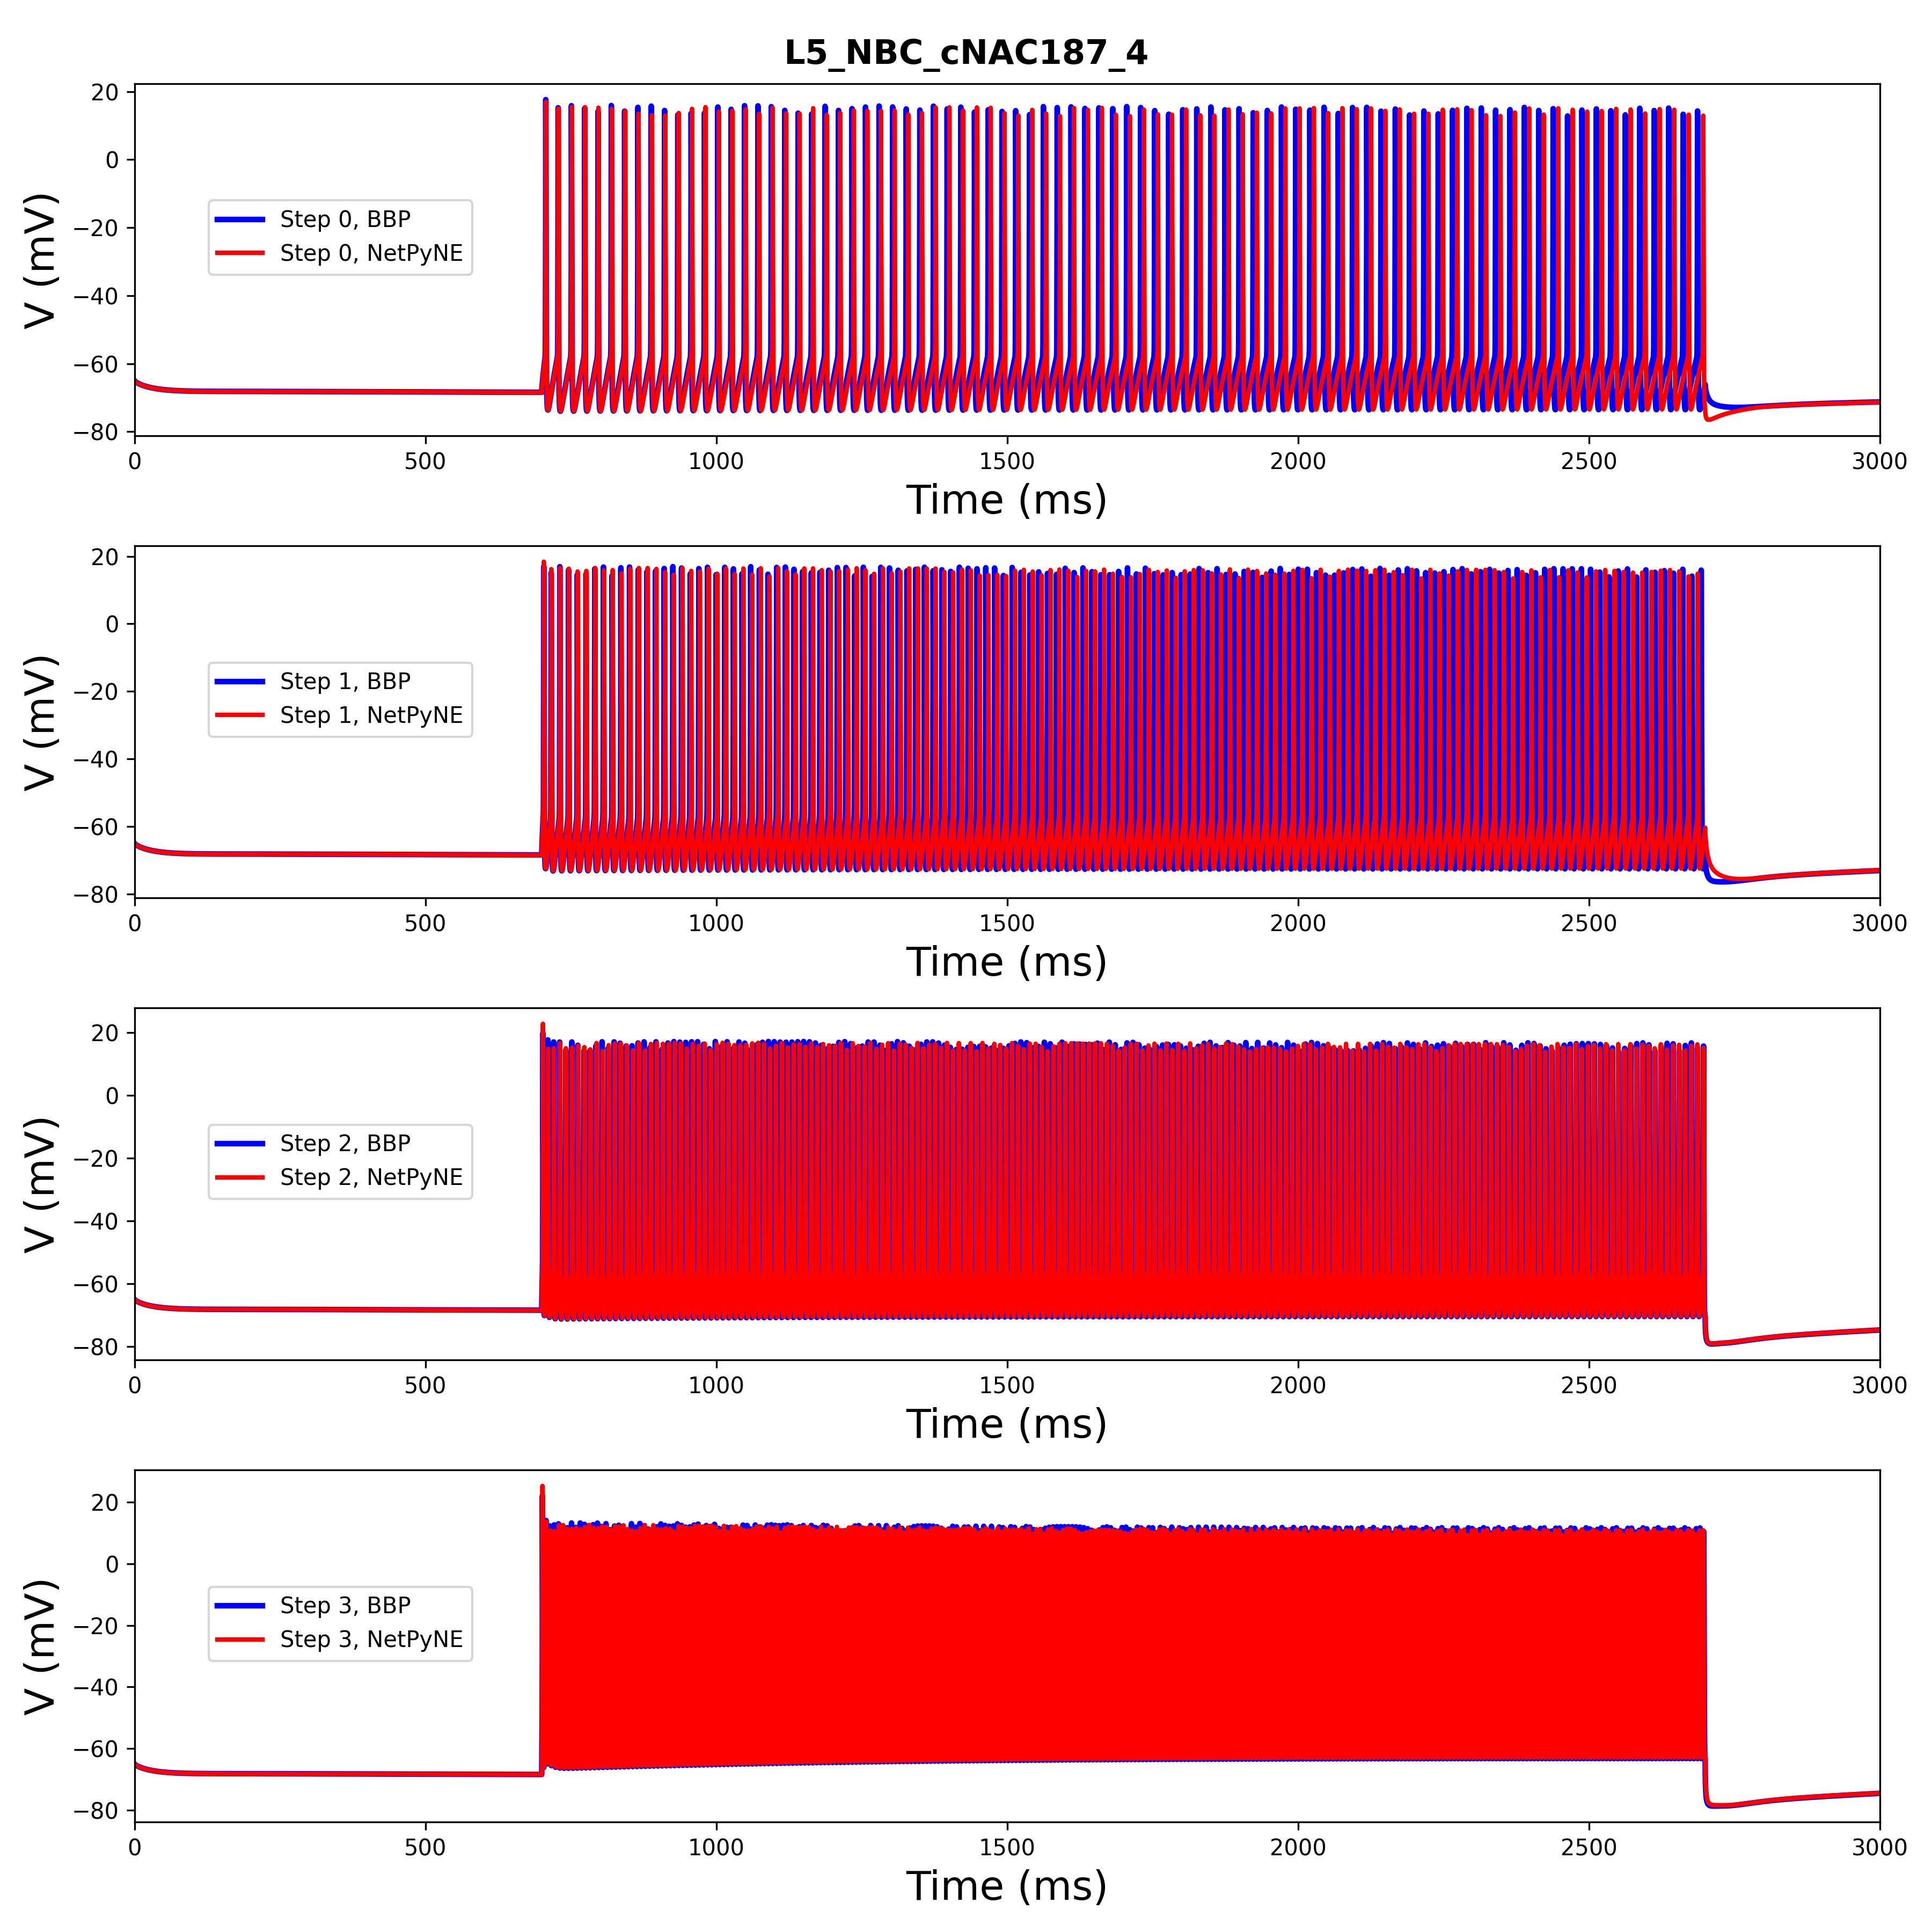 L5_NBC_cNAC187_4
20
0
−20
−40
−60
−80
V (mV)
Step 0, BBP
Step 0, NetPyNE
0 500 1000 1500 2000 2500 3000
Time (ms)
20
0
−20
−40
−60
−80
V (mV)
Step 1, BBP
Step 1, NetPyNE
0 500 1000 1500 2000 2500 3000
Time (ms)
20
0
−20
−40
−60
−80
V (mV)
Step 2, BBP
Step 2, NetPyNE
0 500 1000 1500 2000 2500 3000
Time (ms)
20
0
−20
−40
−60
−80
V (mV)
Step 3, BBP
Step 3, NetPyNE
0 500 1000 1500 2000 2500 3000
Time (ms)